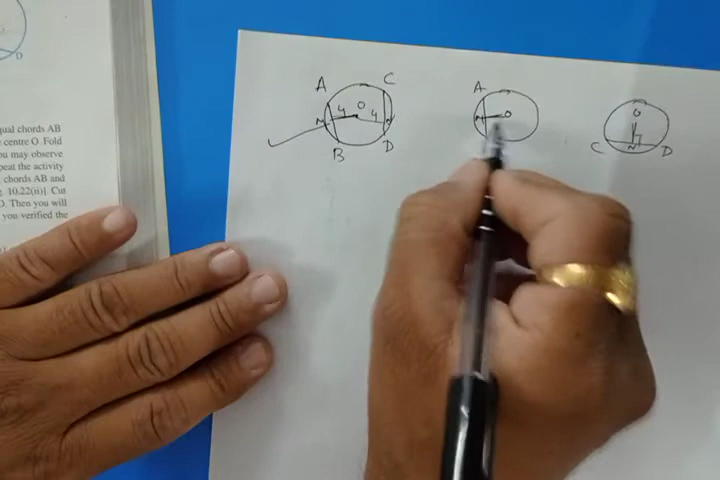 D
qual chords AB
e centre O. Fold
ou may observe
peat the activity
chords AB and
g. 10.22(ii)]. Cut
D. Then you will
you verified the
A C
O
M 4 4 N
B D
A
M O
O
C N D